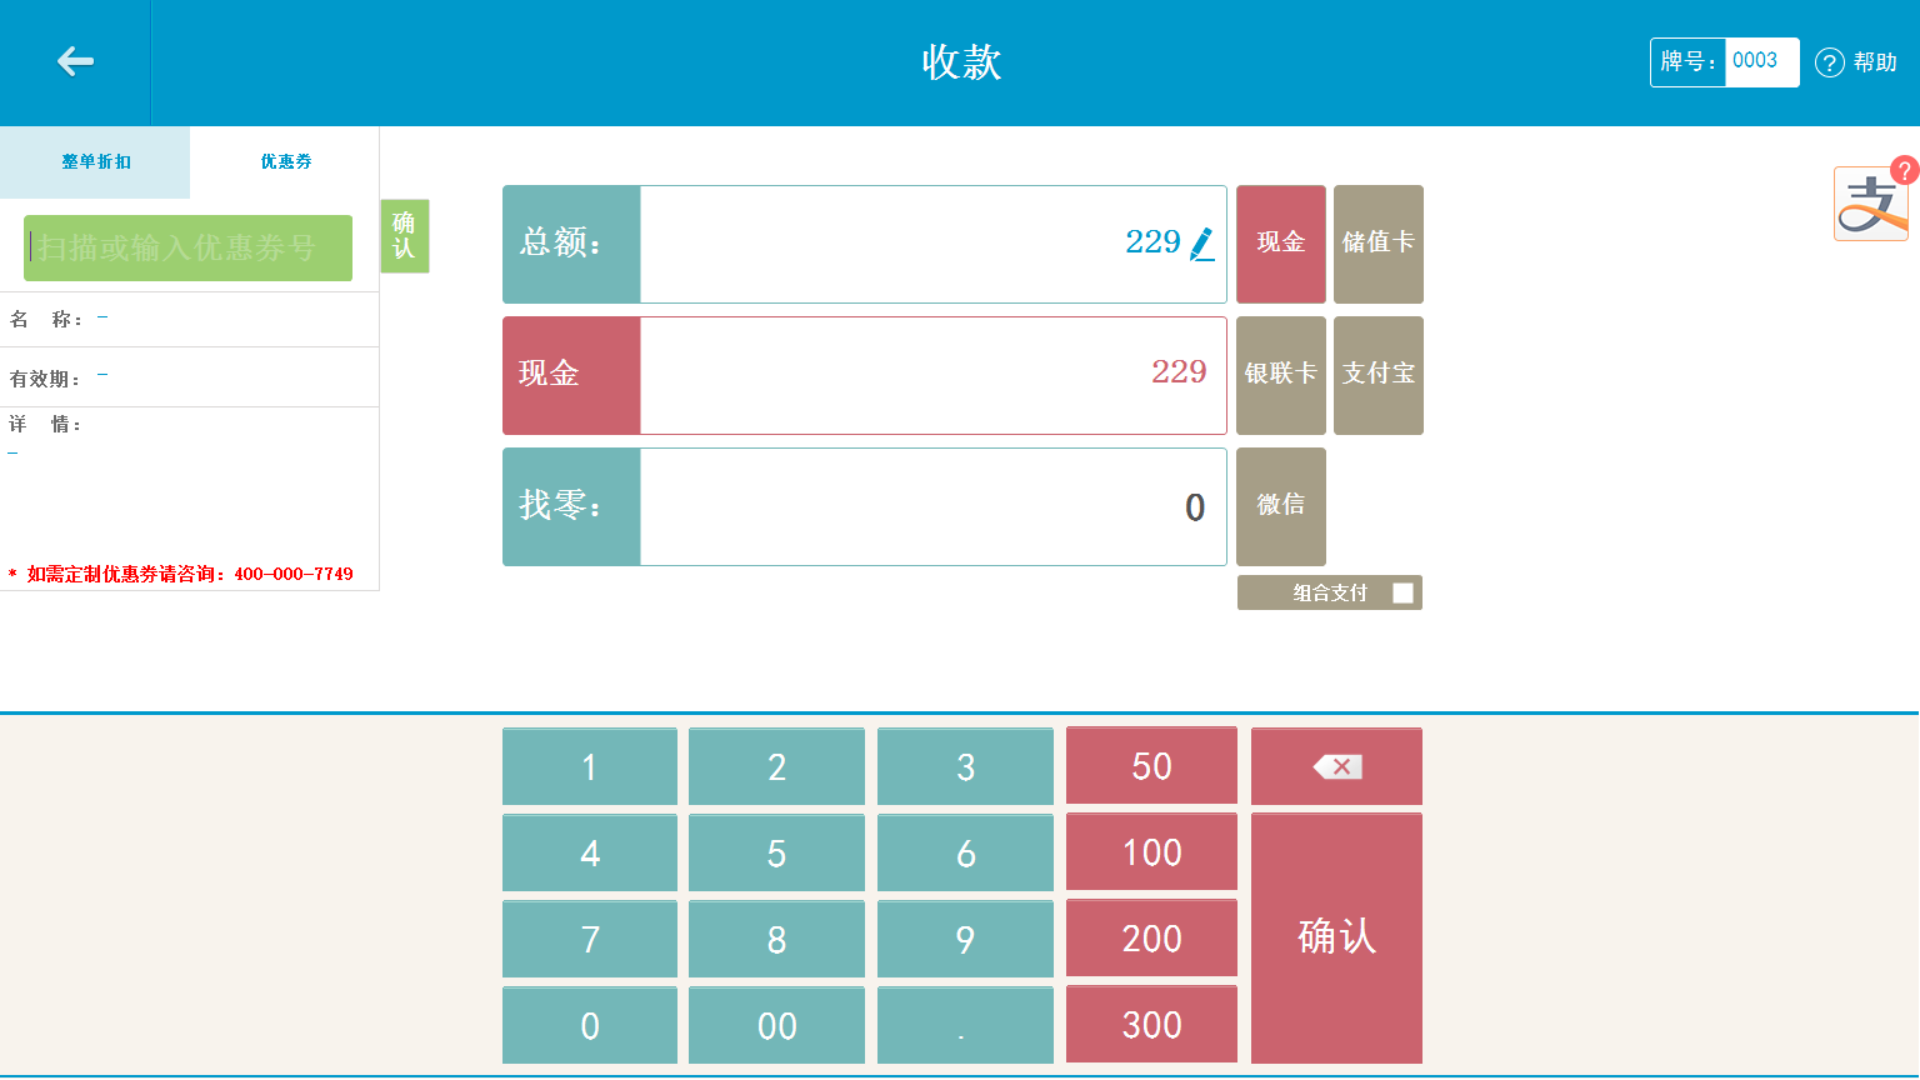 收款
牌号：
0003
? 帮助
整单折扣
优惠券
扫描或输入优惠券号
确认
名 称： -
有效期： -
详 情：
-
* 如需定制优惠券请咨询：400-000-7749
总额： 229
现金 229
找零： 0
现金
储值卡
银联卡
支付宝
微信
组合支付
支
?
1 2 3 50
4 5 6 100
7 8 9 200
0 00 . 300
确认